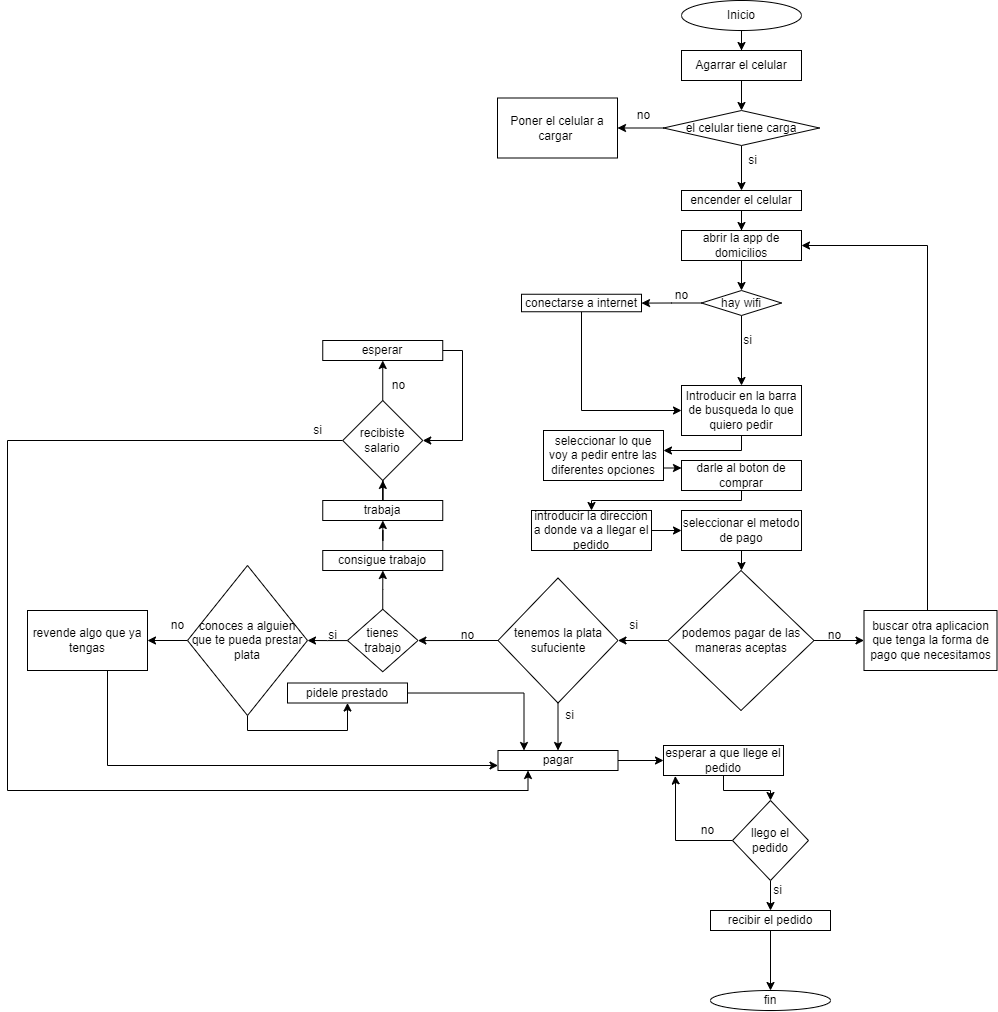 Inicio
Agarrar el celular
Poner el celular a
cargar
no
el celular tiene carga
si
encender el celular
abrir la app de
domicilios
conectarse a internet
no
hay wifi
si
esperar
no
Introducir en la barra
de busqueda lo que
quiero pedir
si
recibiste
salario
seleccionar lo que
voy a pedir entre las
diferentes opciones
darle al boton de
comprar
trabaja
introducir la dirección
a donde va a llegar el
pedido
seleccionar el metodo
de pago
consigue trabajo
revende algo que ya
tengas
no
conoces a alguien
que te pueda prestar
plata
si
tienes
trabajo
no
tenemos la plata
sufuciente
si
podemos pagar de las
maneras aceptas
no
buscar otra aplicacion
que tenga la forma de
pago que necesitamos
pidele prestado
si
pagar
esperar a que llege el
pedido
no
llego el
pedido
si
recibir el pedido
fin